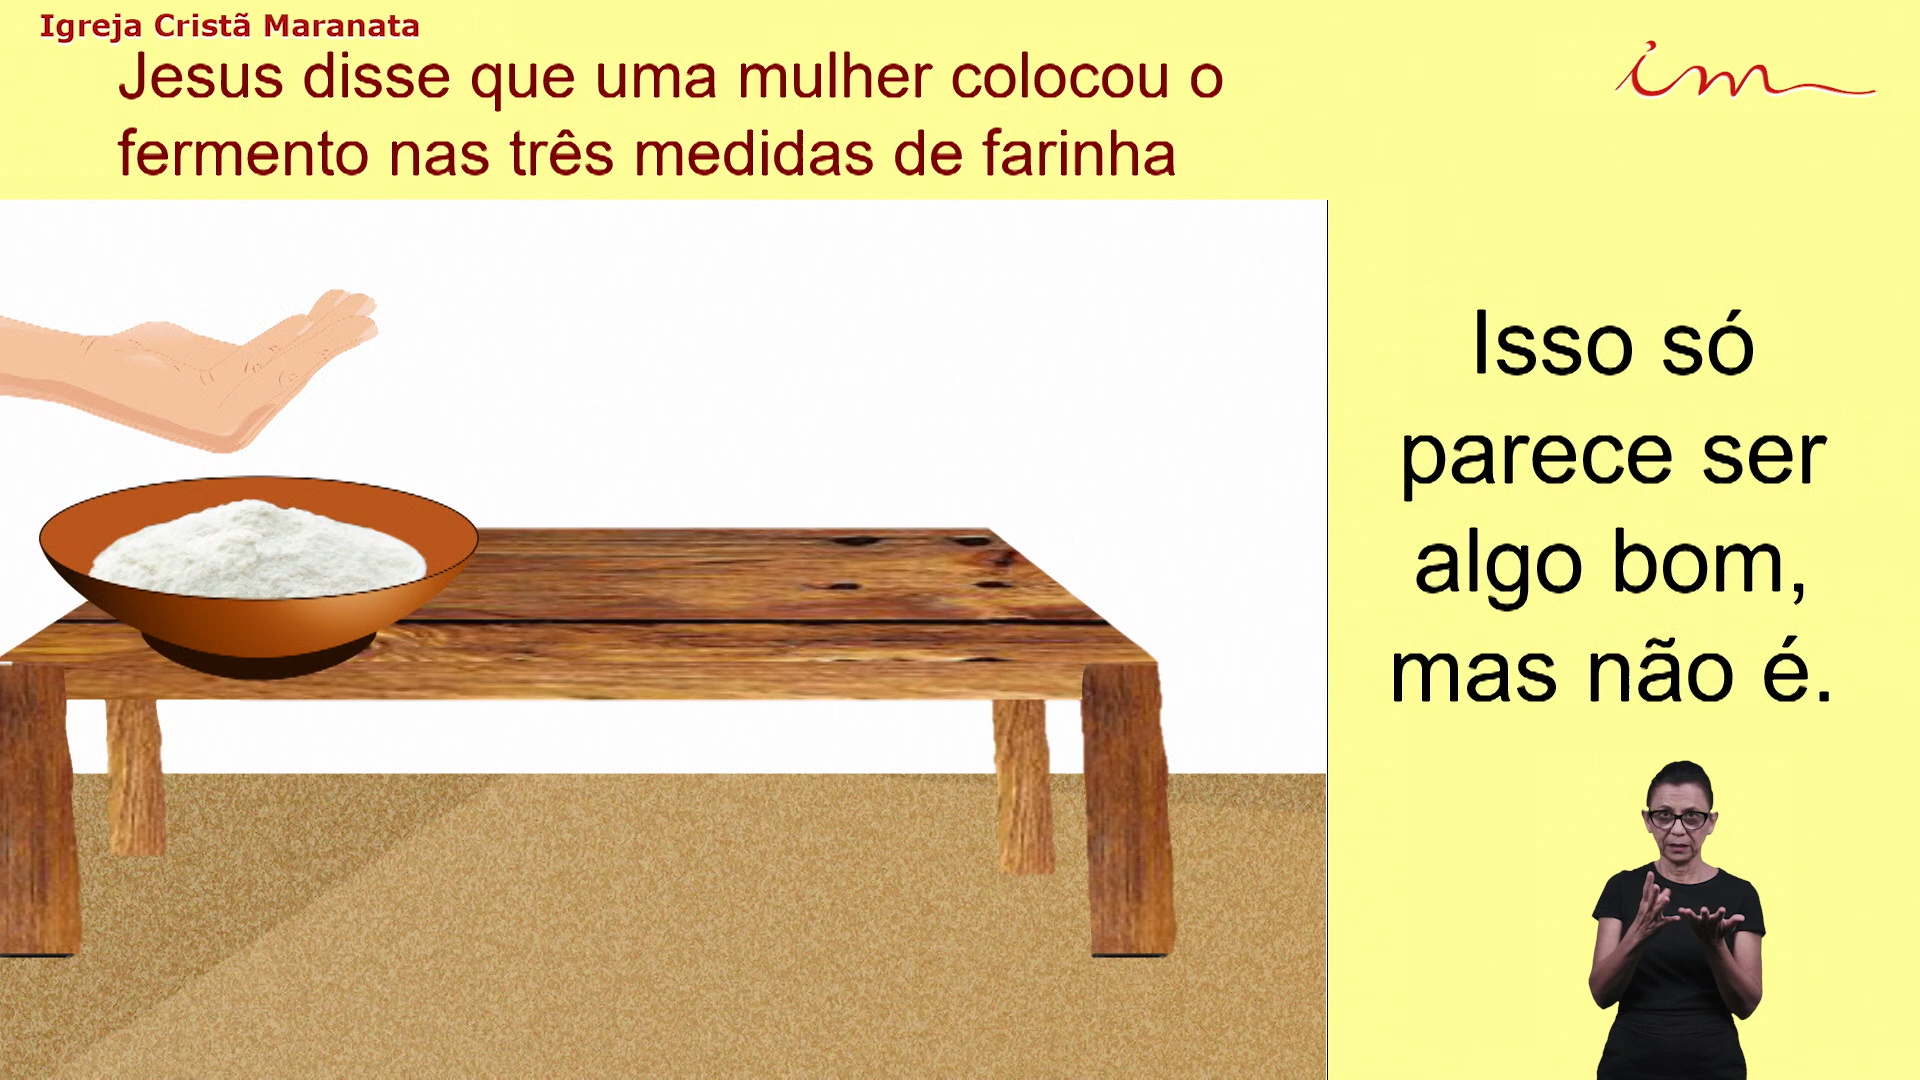 Igreja Cristã Maranata
Jesus disse que uma mulher colocou o
fermento nas três medidas de farinha
im
Isso só
parece ser
algo bom,
mas não é.